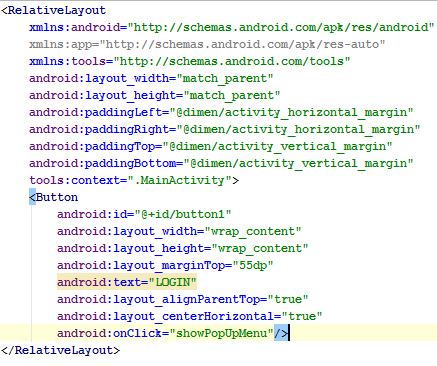 <RelativeLayout
xmlns:android="http://schemas.android.com/apk/res/android"
xmlns:app="http://schemas.android.com/apk/res-auto"
xmlns:tools="http://schemas.android.com/tools"
android:layout_width="match_parent"
android:layout_height="match_parent"
android:paddingLeft="@dimen/activity_horizontal_margin"
android:paddingRight="@dimen/activity_horizontal_margin"
android:paddingTop="@dimen/activity_vertical_margin"
android:paddingBottom="@dimen/activity_vertical_margin"
tools:context=".MainActivity">
<Button
android:id="@+id/button1"
android:layout_width="wrap_content"
android:layout_height="wrap_content"
android:layout_marginTop="55dp"
android:text="LOGIN"
android:layout_alignParentTop="true"
android:layout_centerHorizontal="true"
android:onClick="showPopUpMenu"/>
</RelativeLayout>